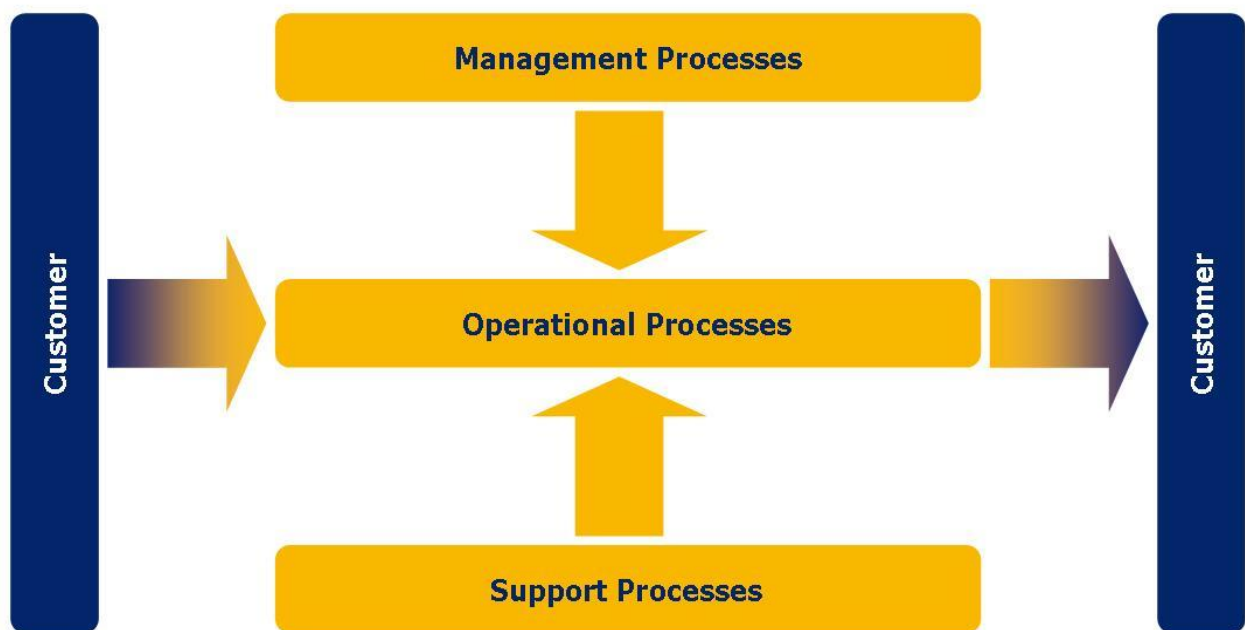 Management Processes
Customer
Operational Processes
Customer
Support Processes